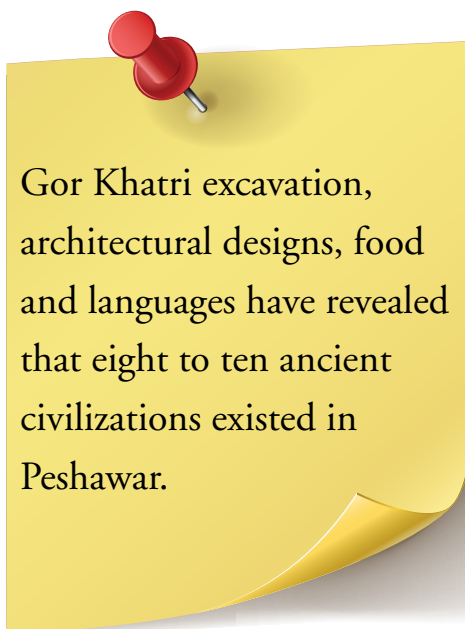 Gor Khatri excavation,
architectural designs, food
and languages have revealed
that eight to ten ancient
civilizations existed in
Peshawar.